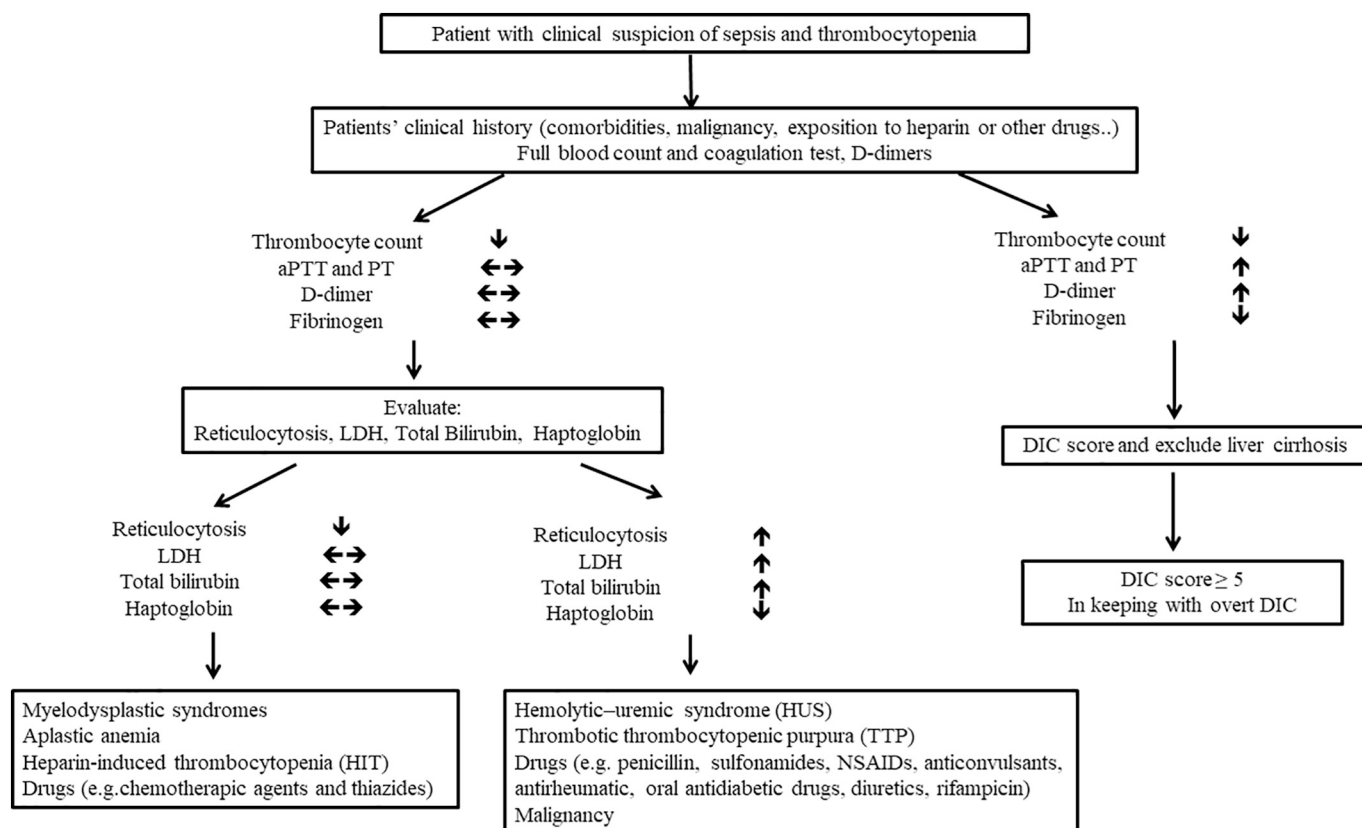 Patient with clinical suspicion of sepsis and thrombocytopenia
Patients' clinical history (comorbidities, malignancy, exposition to heparin or other drugs..)
Full blood count and coagulation test, D-dimers
Thrombocyte count ↓
aPTT and PT ↔
D-dimer ↔
Fibrinogen ↔
Thrombocyte count ↓
aPTT and PT ↑
D-dimer ↑
Fibrinogen ↓
Evaluate:
Reticulocytosis, LDH, Total Bilirubin, Haptoglobin
DIC score and exclude liver cirrhosis
Reticulocytosis ↓
LDH ↔
Total bilirubin ↔
Haptoglobin ↔
Reticulocytosis ↑
LDH ↑
Total bilirubin ↑
Haptoglobin ↓
DIC score ≥ 5
In keeping with overt DIC
Myelodysplastic syndromes
Aplastic anemia
Heparin-induced thrombocytopenia (HIT)
Drugs (e.g.chemotherapic agents and thiazides)
Hemolytic–uremic syndrome (HUS)
Thrombotic thrombocytopenic purpura (TTP)
Drugs (e.g. penicillin, sulfonamides, NSAIDs, anticonvulsants,
antirheumatic, oral antidiabetic drugs, diuretics, rifampicin)
Malignancy